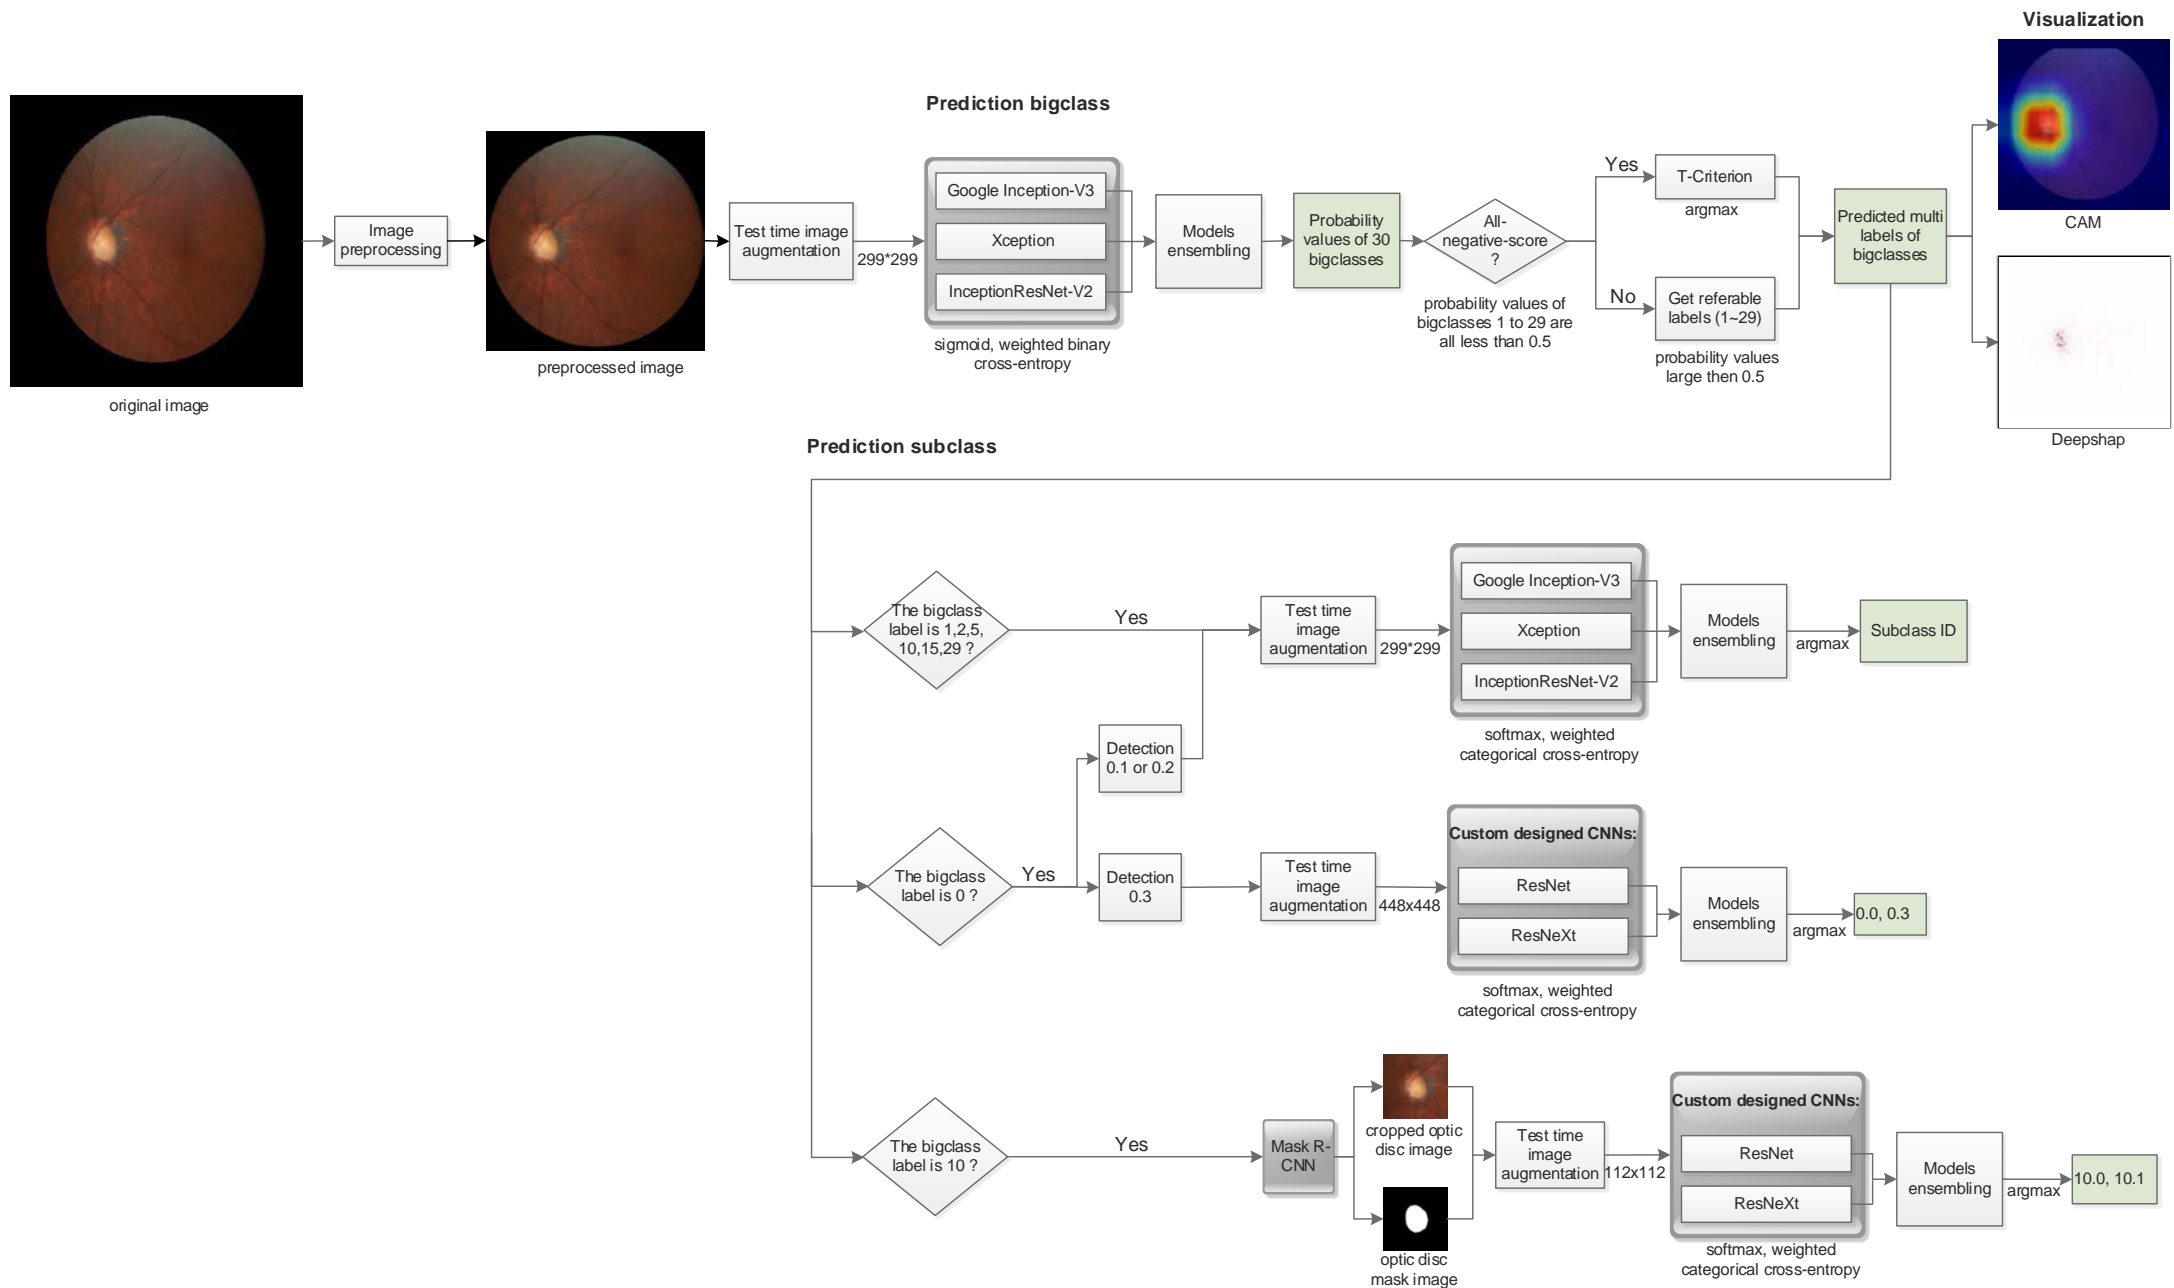 Visualization
CAM
Deepshap
Prediction bigclass
original image
Image
preprocessing
preprocessed image
Test time image
augmentation
299*299
Google Inception-V3
Xception
InceptionResNet-V2
sigmoid, weighted binary
cross-entropy
Models
ensembling
Probability
values of 30
bigclasses
All-
negative-score
?
probability values of
bigclasses 1 to 29 are
all less than 0.5
Yes
T-Criterion
argmax
No
Get referable
labels (1~29)
probability values
large then 0.5
Predicted multi
labels of
bigclasses
Prediction subclass
The bigclass
label is 1,2,5,
10,15,29 ?
Yes
Test time
image
augmentation
299*299
Google Inception-V3
Xception
InceptionResNet-V2
softmax, weighted
categorical cross-entropy
Models
ensembling
argmax
Subclass ID
Detection
0.1 or 0.2
The bigclass
label is 0 ?
Yes
Detection
0.3
Test time
image
augmentation
448x448
Custom designed CNNs:
ResNet
ResNeXt
softmax, weighted
categorical cross-entropy
Models
ensembling
argmax
0.0, 0.3
The bigclass
label is 10 ?
Yes
Mask R-
CNN
cropped optic
disc image
optic disc
mask image
Test time
image
augmentation
112x112
Custom designed CNNs:
ResNet
ResNeXt
softmax, weighted
categorical cross-entropy
Models
ensembling
argmax
10.0, 10.1